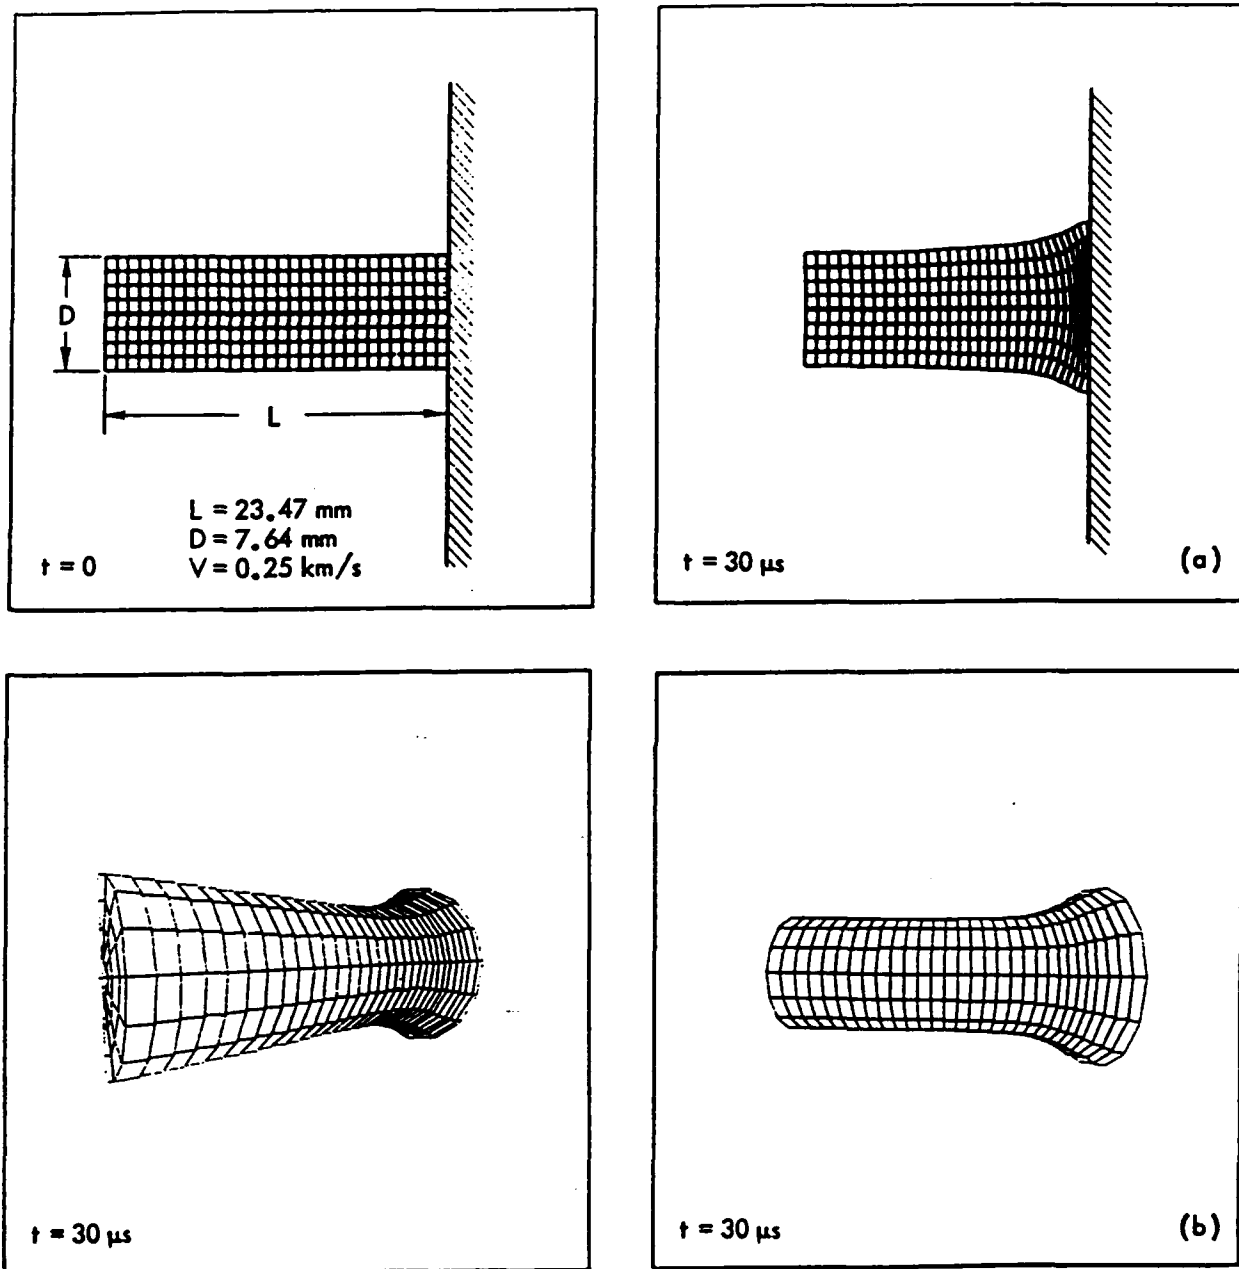 D
L
L = 23.47 mm
D = 7.64 mm
V = 0.25 km/s
t = 0
t = 30 μs
(a)
t = 30 μs
t = 30 μs
(b)